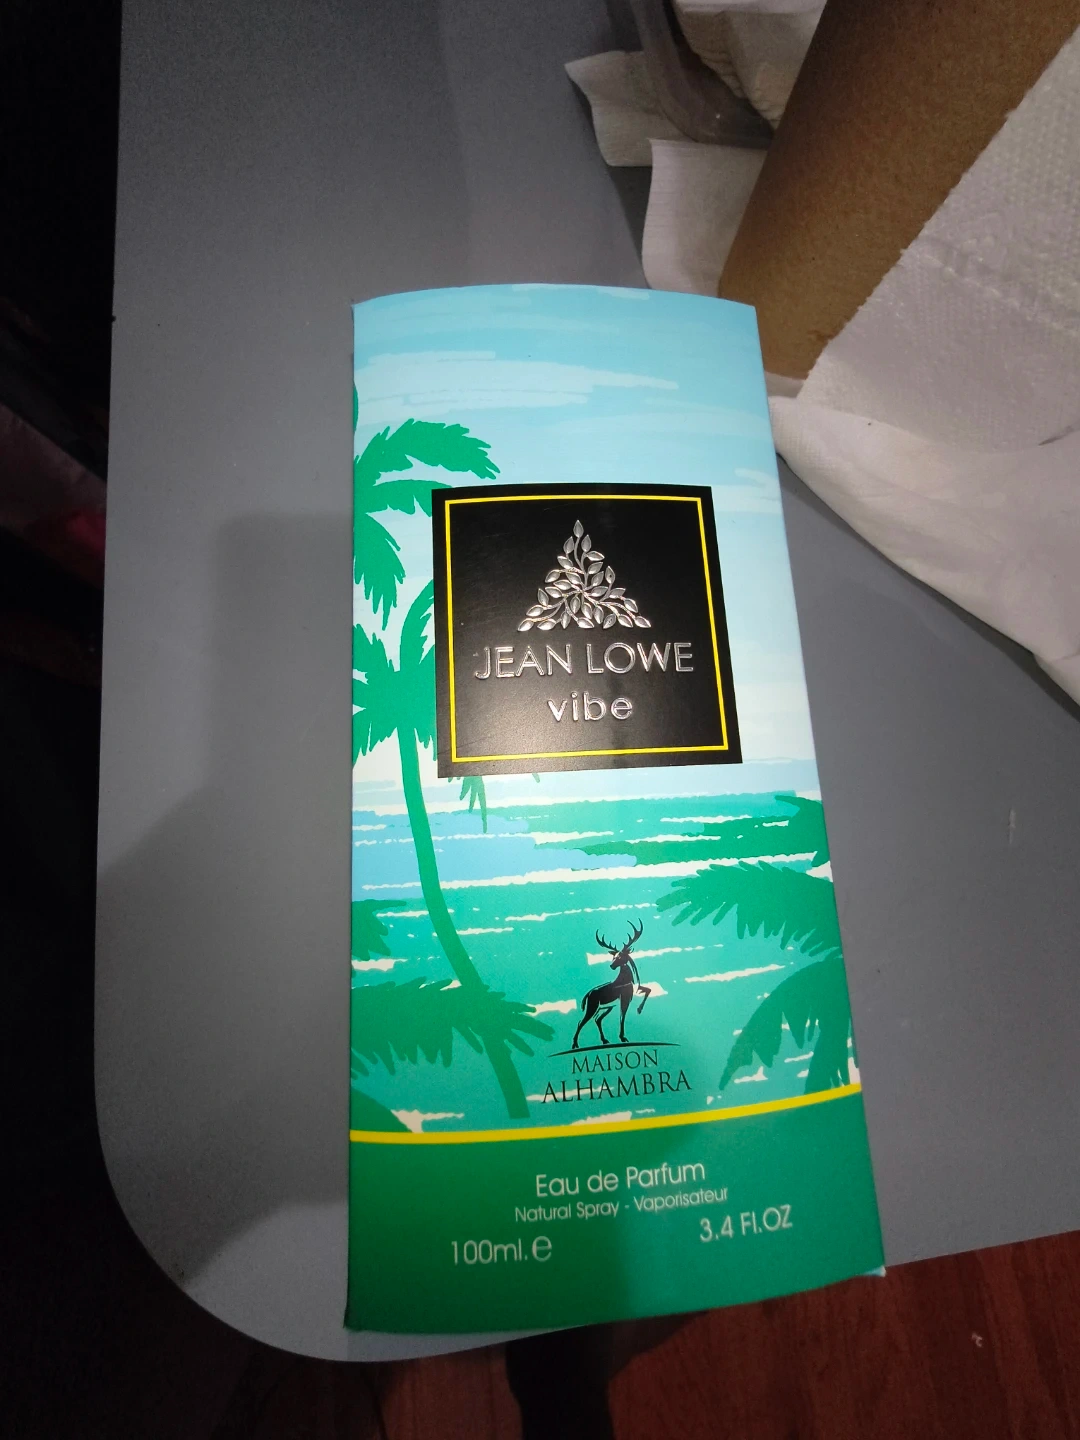 JEAN LOWE
vibe
MAISON
ALHAMBRA
Eau de Parfum
Natural Spray - Vaporisateur
100ml.e 3.4 Fl.OZ